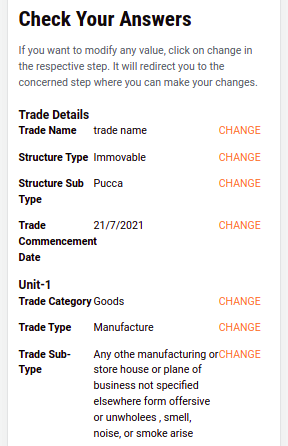 Check Your Answers
If you want to modify any value, click on change in
the respective step. It will redirect you to the
concerned step where you can make your changes.
Trade Details
Trade Name trade name CHANGE
Structure Type Immovable CHANGE
Structure Sub Type Pucca CHANGE
Trade Commencement Date 21/7/2021 CHANGE
Unit-1
Trade Category Goods CHANGE
Trade Type Manufacture CHANGE
Trade Sub-Type Any othe manufacturing or CHANGE
store house or plane of
business not specified
elsewhere form offersive
or unwholees , smell,
noise, or smoke arise